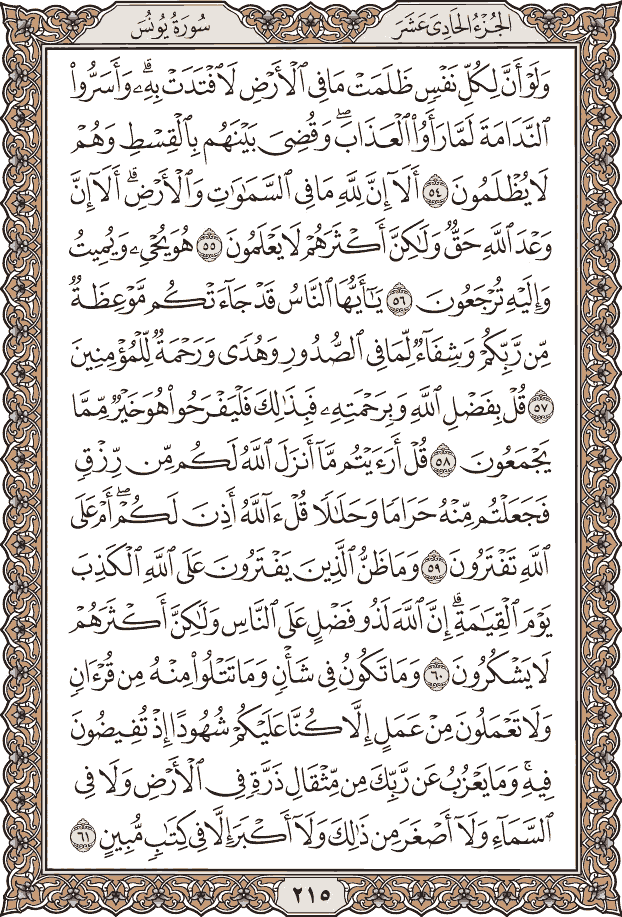 الجُزْءُ الحَادِي عَشَرَ
سُورَةُ يُونُسَ
وَلَوۡ أَنَّ لِكُلِّ نَفۡسٖ ظَلَمَتۡ مَا فِي ٱلۡأَرۡضِ لَٱفۡتَدَتۡ بِهِۦۗ وَأَسَرُّواْ
ٱلنَّدَامَةَ لَمَّا رَأَوُاْ ٱلۡعَذَابَۖ وَقُضِيَ بَيۡنَهُم بِٱلۡقِسۡطِ وَهُمۡ
لَا يُظۡلَمُونَ ٥٤ أَلَآ إِنَّ لِلَّهِ مَا فِي ٱلسَّمَٰوَٰتِ وَٱلۡأَرۡضِۗ أَلَآ إِنَّ
وَعۡدَ ٱللَّهِ حَقّٞ وَلَٰكِنَّ أَكۡثَرَهُمۡ لَا يَعۡلَمُونَ ٥٥ هُوَ يُحۡيِۦ وَيُمِيتُ
وَإِلَيۡهِ تُرۡجَعُونَ ٥٦ يَٰٓأَيُّهَا ٱلنَّاسُ قَدۡ جَآءَتۡكُم مَّوۡعِظَةٞ
مِّن رَّبِّكُمۡ وَشِفَآءٞ لِّمَا فِي ٱلصُّدُورِ وَهُدٗى وَرَحۡمَةٞ لِّلۡمُؤۡمِنِينَ
٥٧ قُلۡ بِفَضۡلِ ٱللَّهِ وَبِرَحۡمَتِهِۦ فَبِذَٰلِكَ فَلۡيَفۡرَحُواْ هُوَ خَيۡرٞ مِّمَّا
يَجۡمَعُونَ ٥٨ قُلۡ أَرَءَيۡتُم مَّآ أَنزَلَ ٱللَّهُ لَكُم مِّن رِّزۡقٖ
فَجَعَلۡتُم مِّنۡهُ حَرَامٗا وَحَلَٰلٗا قُلۡ ءَآللَّهُ أَذِنَ لَكُمۡۖ أَمۡ عَلَى
ٱللَّهِ تَفۡتَرُونَ ٥٩ وَمَا ظَنُّ ٱلَّذِينَ يَفۡتَرُونَ عَلَى ٱللَّهِ ٱلۡكَذِبَ
يَوۡمَ ٱلۡقِيَٰمَةِۗ إِنَّ ٱللَّهَ لَذُو فَضۡلٍ عَلَى ٱلنَّاسِ وَلَٰكِنَّ أَكۡثَرَهُمۡ
لَا يَشۡكُرُونَ ٦٠ وَمَا تَكُونُ فِي شَأۡنٖ وَمَا تَتۡلُواْ مِنۡهُ مِن قُرۡءَانٖ
وَلَا تَعۡمَلُونَ مِنۡ عَمَلٍ إِلَّا كُنَّا عَلَيۡكُمۡ شُهُودًا إِذۡ تُفِيضُونَ
فِيهِۚ وَمَا يَعۡزُبُ عَن رَّبِّكَ مِن مِّثۡقَالِ ذَرَّةٖ فِي ٱلۡأَرۡضِ وَلَا فِي
ٱلسَّمَآءِ وَلَآ أَصۡغَرَ مِن ذَٰلِكَ وَلَآ أَكۡبَرَ إِلَّا فِي كِتَٰبٖ مُّبِينٍ ٦١
٢١٥